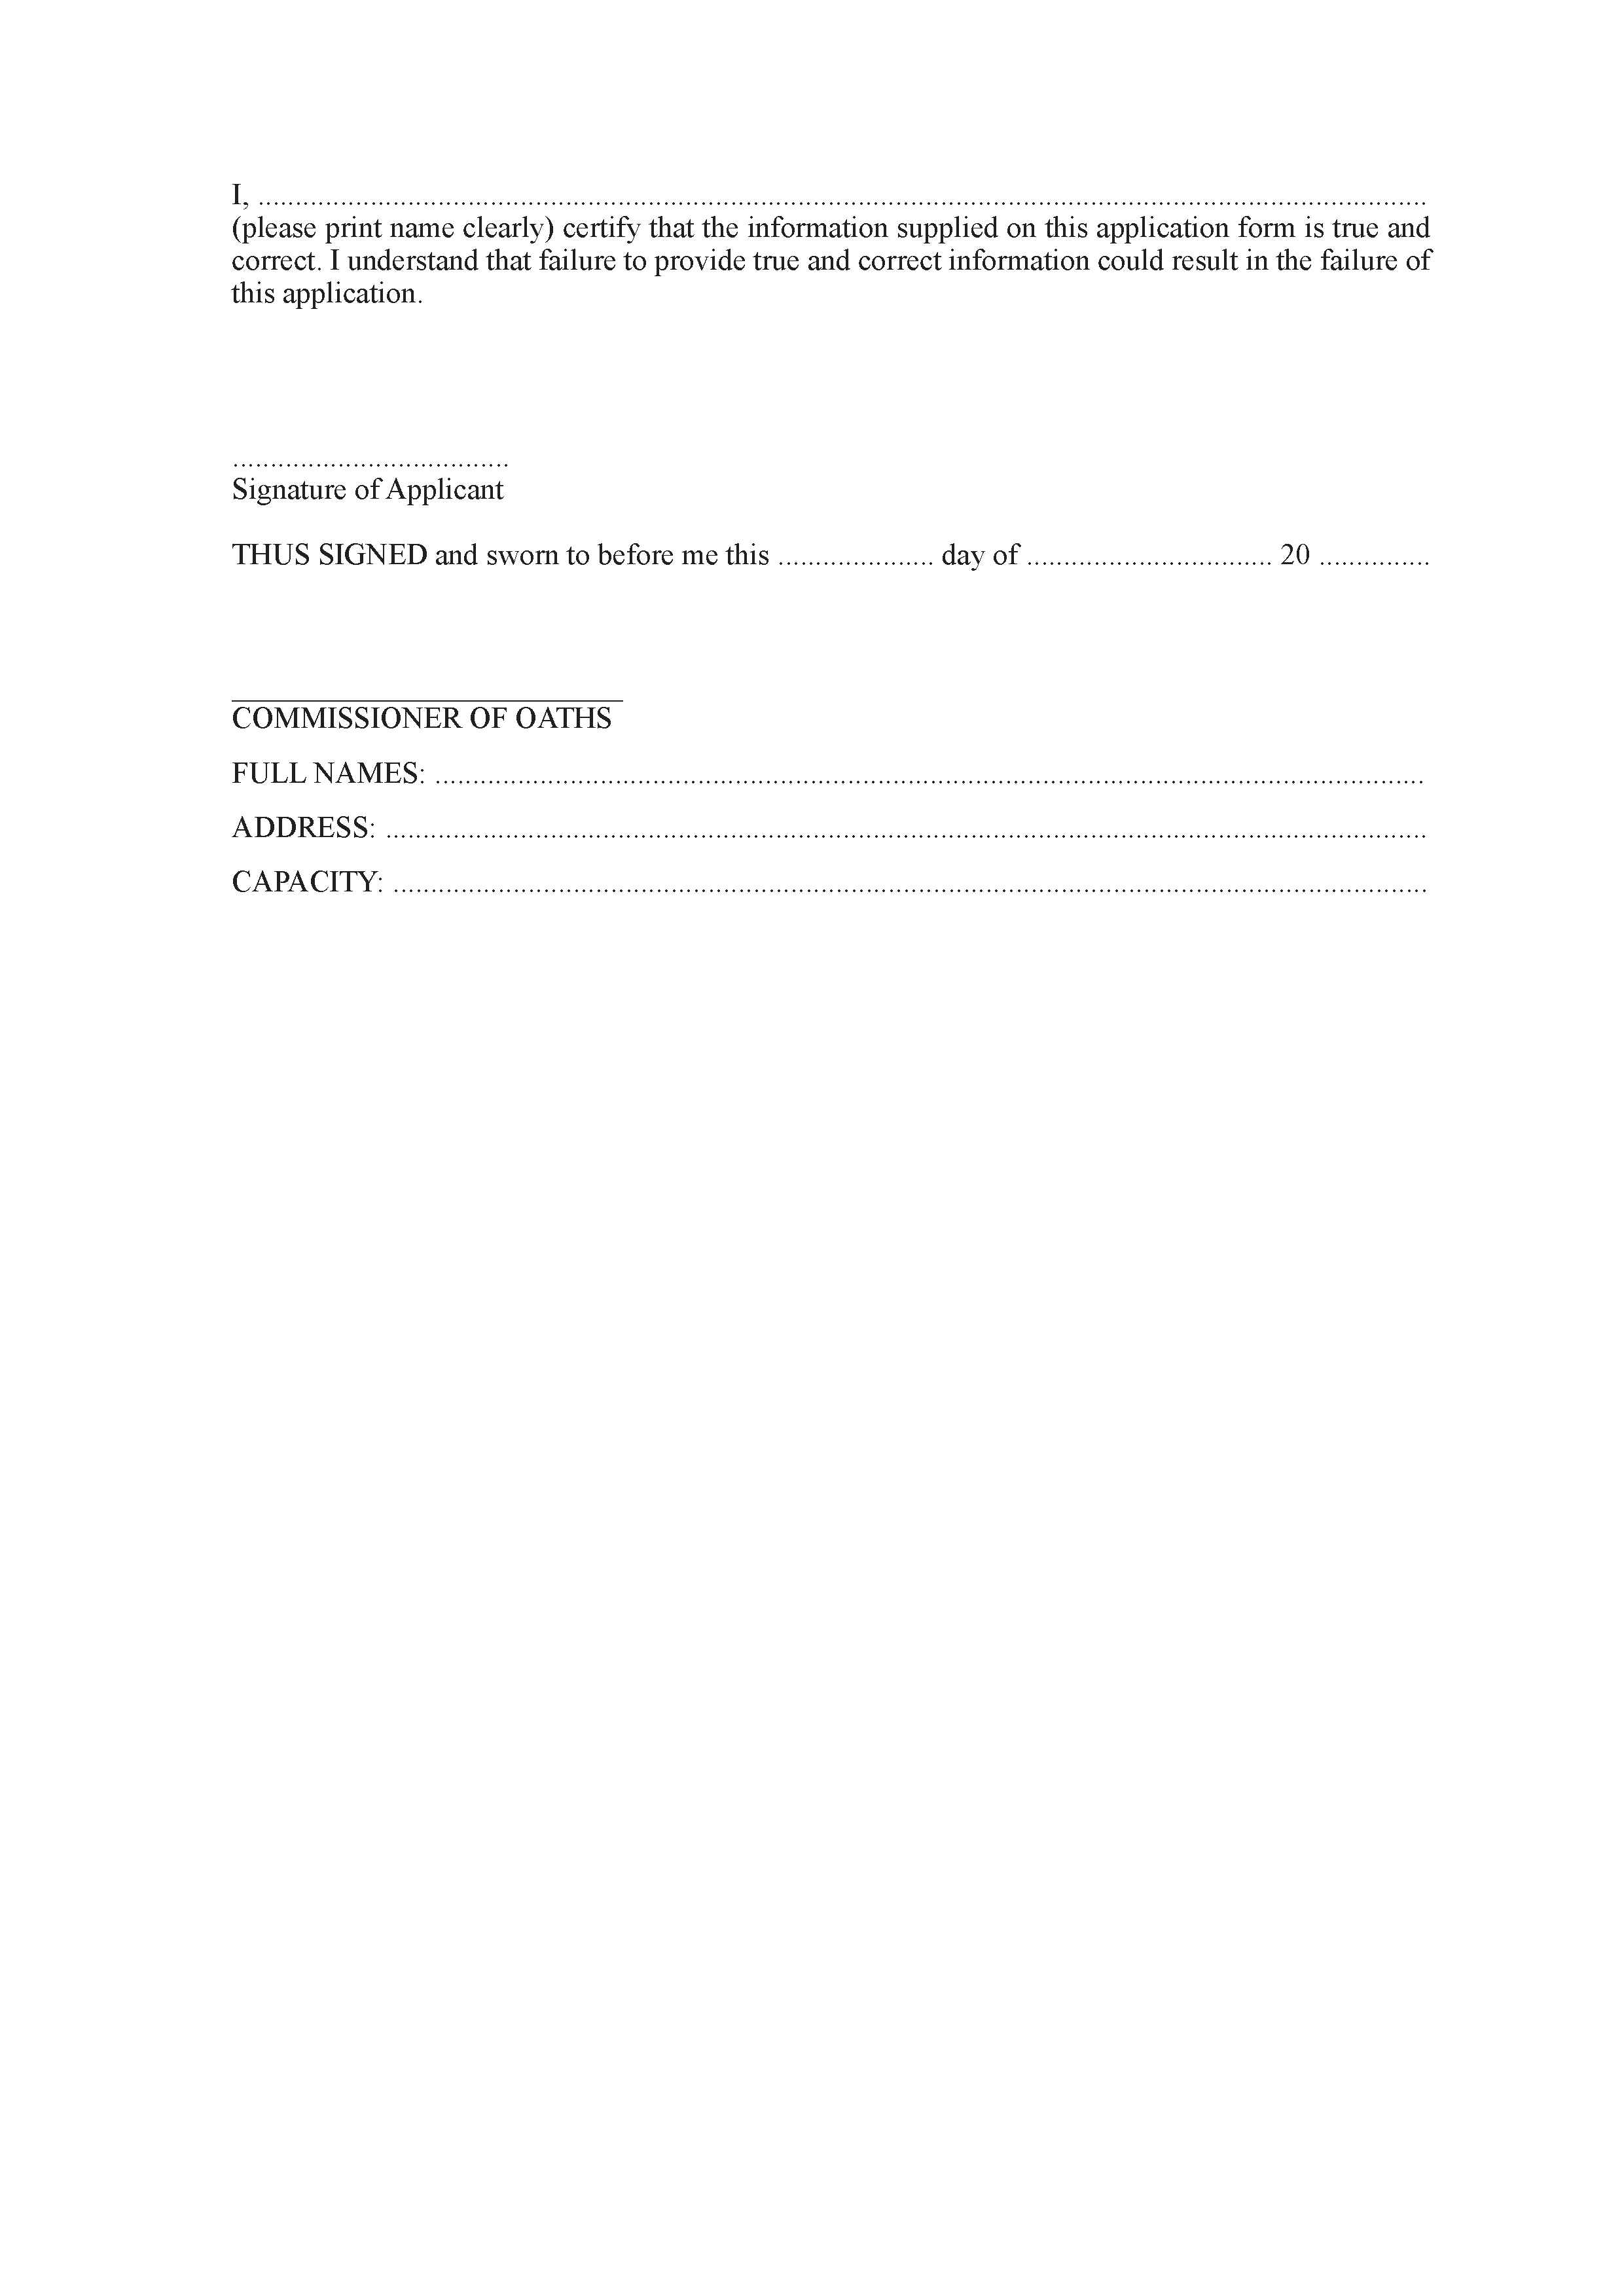 I, ..............................................................................................................................................................
(please print name clearly) certify that the information supplied on this application form is true and
correct. I understand that failure to provide true and correct information could result in the failure of
this application.
.....................................
Signature of Applicant
THUS SIGNED and sworn to before me this ..................... day of ................................. 20 ...............
COMMISSIONER OF OATHS
FULL NAMES: ....................................................................................................................................
ADDRESS: ...........................................................................................................................................
CAPACITY: ..........................................................................................................................................